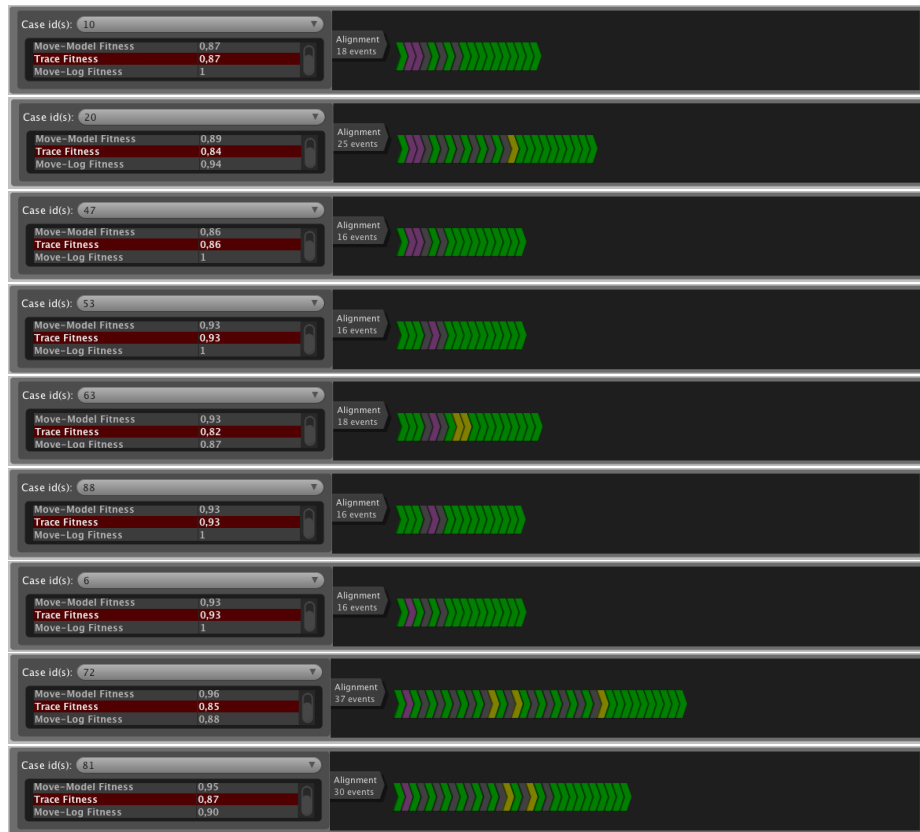 Case id(s): 10
Move-Model Fitness 0,87
Trace Fitness 0,87
Move-Log Fitness 1
Alignment
18 events
Case id(s): 20
Move-Model Fitness 0,89
Trace Fitness 0,84
Move-Log Fitness 0,94
Alignment
25 events
Case id(s): 47
Move-Model Fitness 0,86
Trace Fitness 0,86
Move-Log Fitness 1
Alignment
16 events
Case id(s): 53
Move-Model Fitness 0,93
Trace Fitness 0,93
Move-Log Fitness 1
Alignment
16 events
Case id(s): 63
Move-Model Fitness 0,93
Trace Fitness 0,82
Move-Log Fitness 0,87
Alignment
18 events
Case id(s): 88
Move-Model Fitness 0,93
Trace Fitness 0,93
Move-Log Fitness 1
Alignment
16 events
Case id(s): 6
Move-Model Fitness 0,93
Trace Fitness 0,93
Move-Log Fitness 1
Alignment
16 events
Case id(s): 72
Move-Model Fitness 0,96
Trace Fitness 0,85
Move-Log Fitness 0,88
Alignment
37 events
Case id(s): 81
Move-Model Fitness 0,95
Trace Fitness 0,87
Move-Log Fitness 0,90
Alignment
30 events